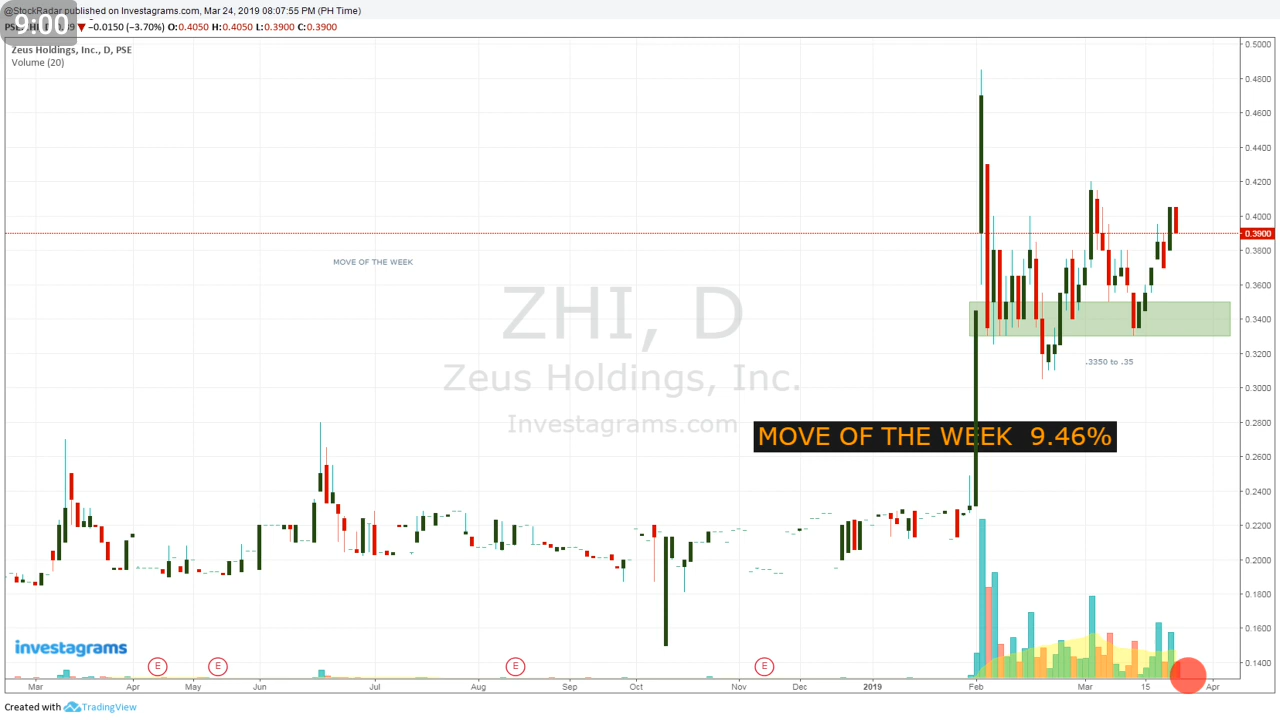 @StockRadar published on Investagrams.com, Mar 24, 2019 08:07:55 PM (PH Time)
9:00
−0.0150 (−3.70%) O:0.4050 H:0.4050 L:0.3900 C:0.3900
Zeus Holdings, Inc., D, PSE
Volume (20)
0.5000
0.4800
0.4600
0.4400
0.4200
0.4000
0.3900
0.3800
0.3600
0.3400
0.3200
0.3000
0.2800
0.2600
0.2400
0.2200
0.2000
0.1800
0.1600
0.1400
MOVE OF THE WEEK
ZHI, D
Zeus Holdings, Inc.
Investagrams.com
.3350 to .35
MOVE OF THE WEEK 9.46%
investagrams
E E E E
Mar Apr May Jun Jul Aug Sep Oct Nov Dec 2019 Feb Mar 15 Apr
Created with TradingView